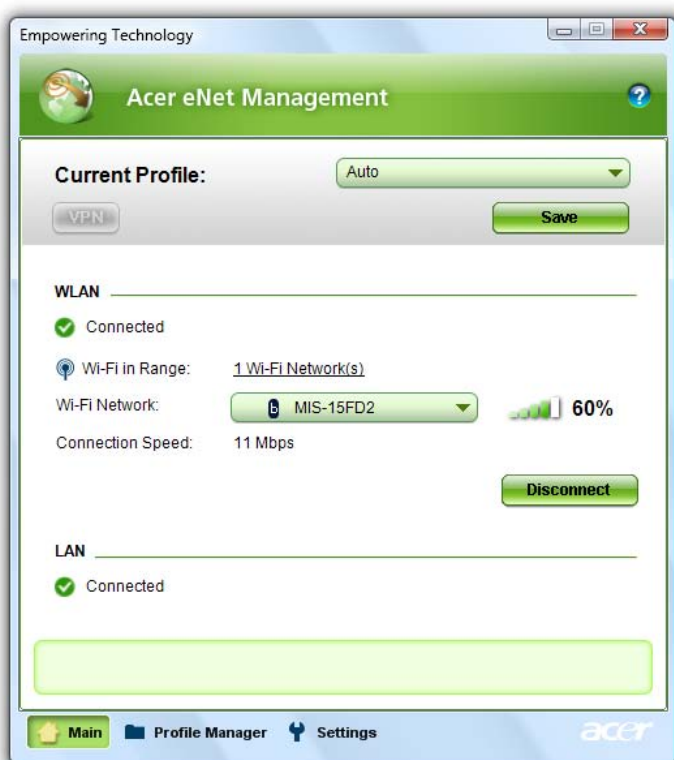 Empowering Technology
Acer eNet Management
Current Profile: Auto
VPN Save
WLAN
Connected
Wi-Fi in Range: 1 Wi-Fi Network(s)
Wi-Fi Network: b MIS-15FD2 60%
Connection Speed: 11 Mbps
Disconnect
LAN
Connected
Main Profile Manager Settings acer